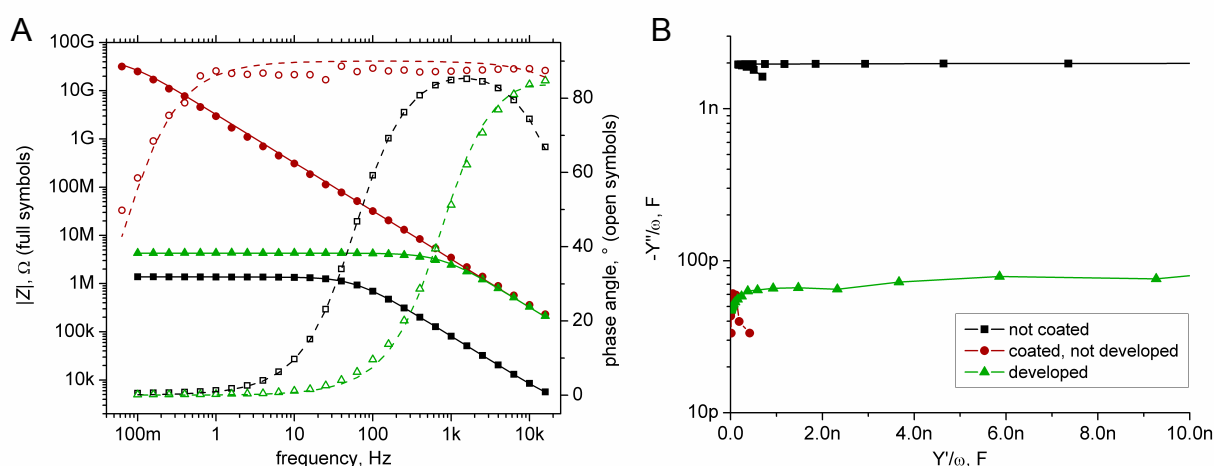 A
100G
10G
1G
100M
10M
1M
100k
10k
|Z|, Ω (full symbols)
100m
1
10
100
1k
10k
frequency, Hz
80
60
40
20
0
phase angle, ° (open symbols)
B
1n
100p
10p
-Y''/ω, F
0.0
2.0n
4.0n
6.0n
8.0n
10.0n
Y'/ω, F
not coated
coated, not developed
developed